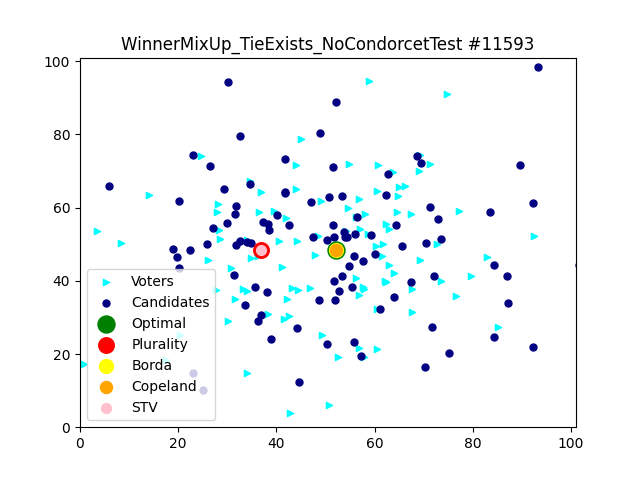 WinnerMixUp_TieExists_NoCondorcetTest #11593
100
80
60
40
20
0
Voters
Candidates
Optimal
Plurality
Borda
Copeland
STV
0 20 40 60 80 100